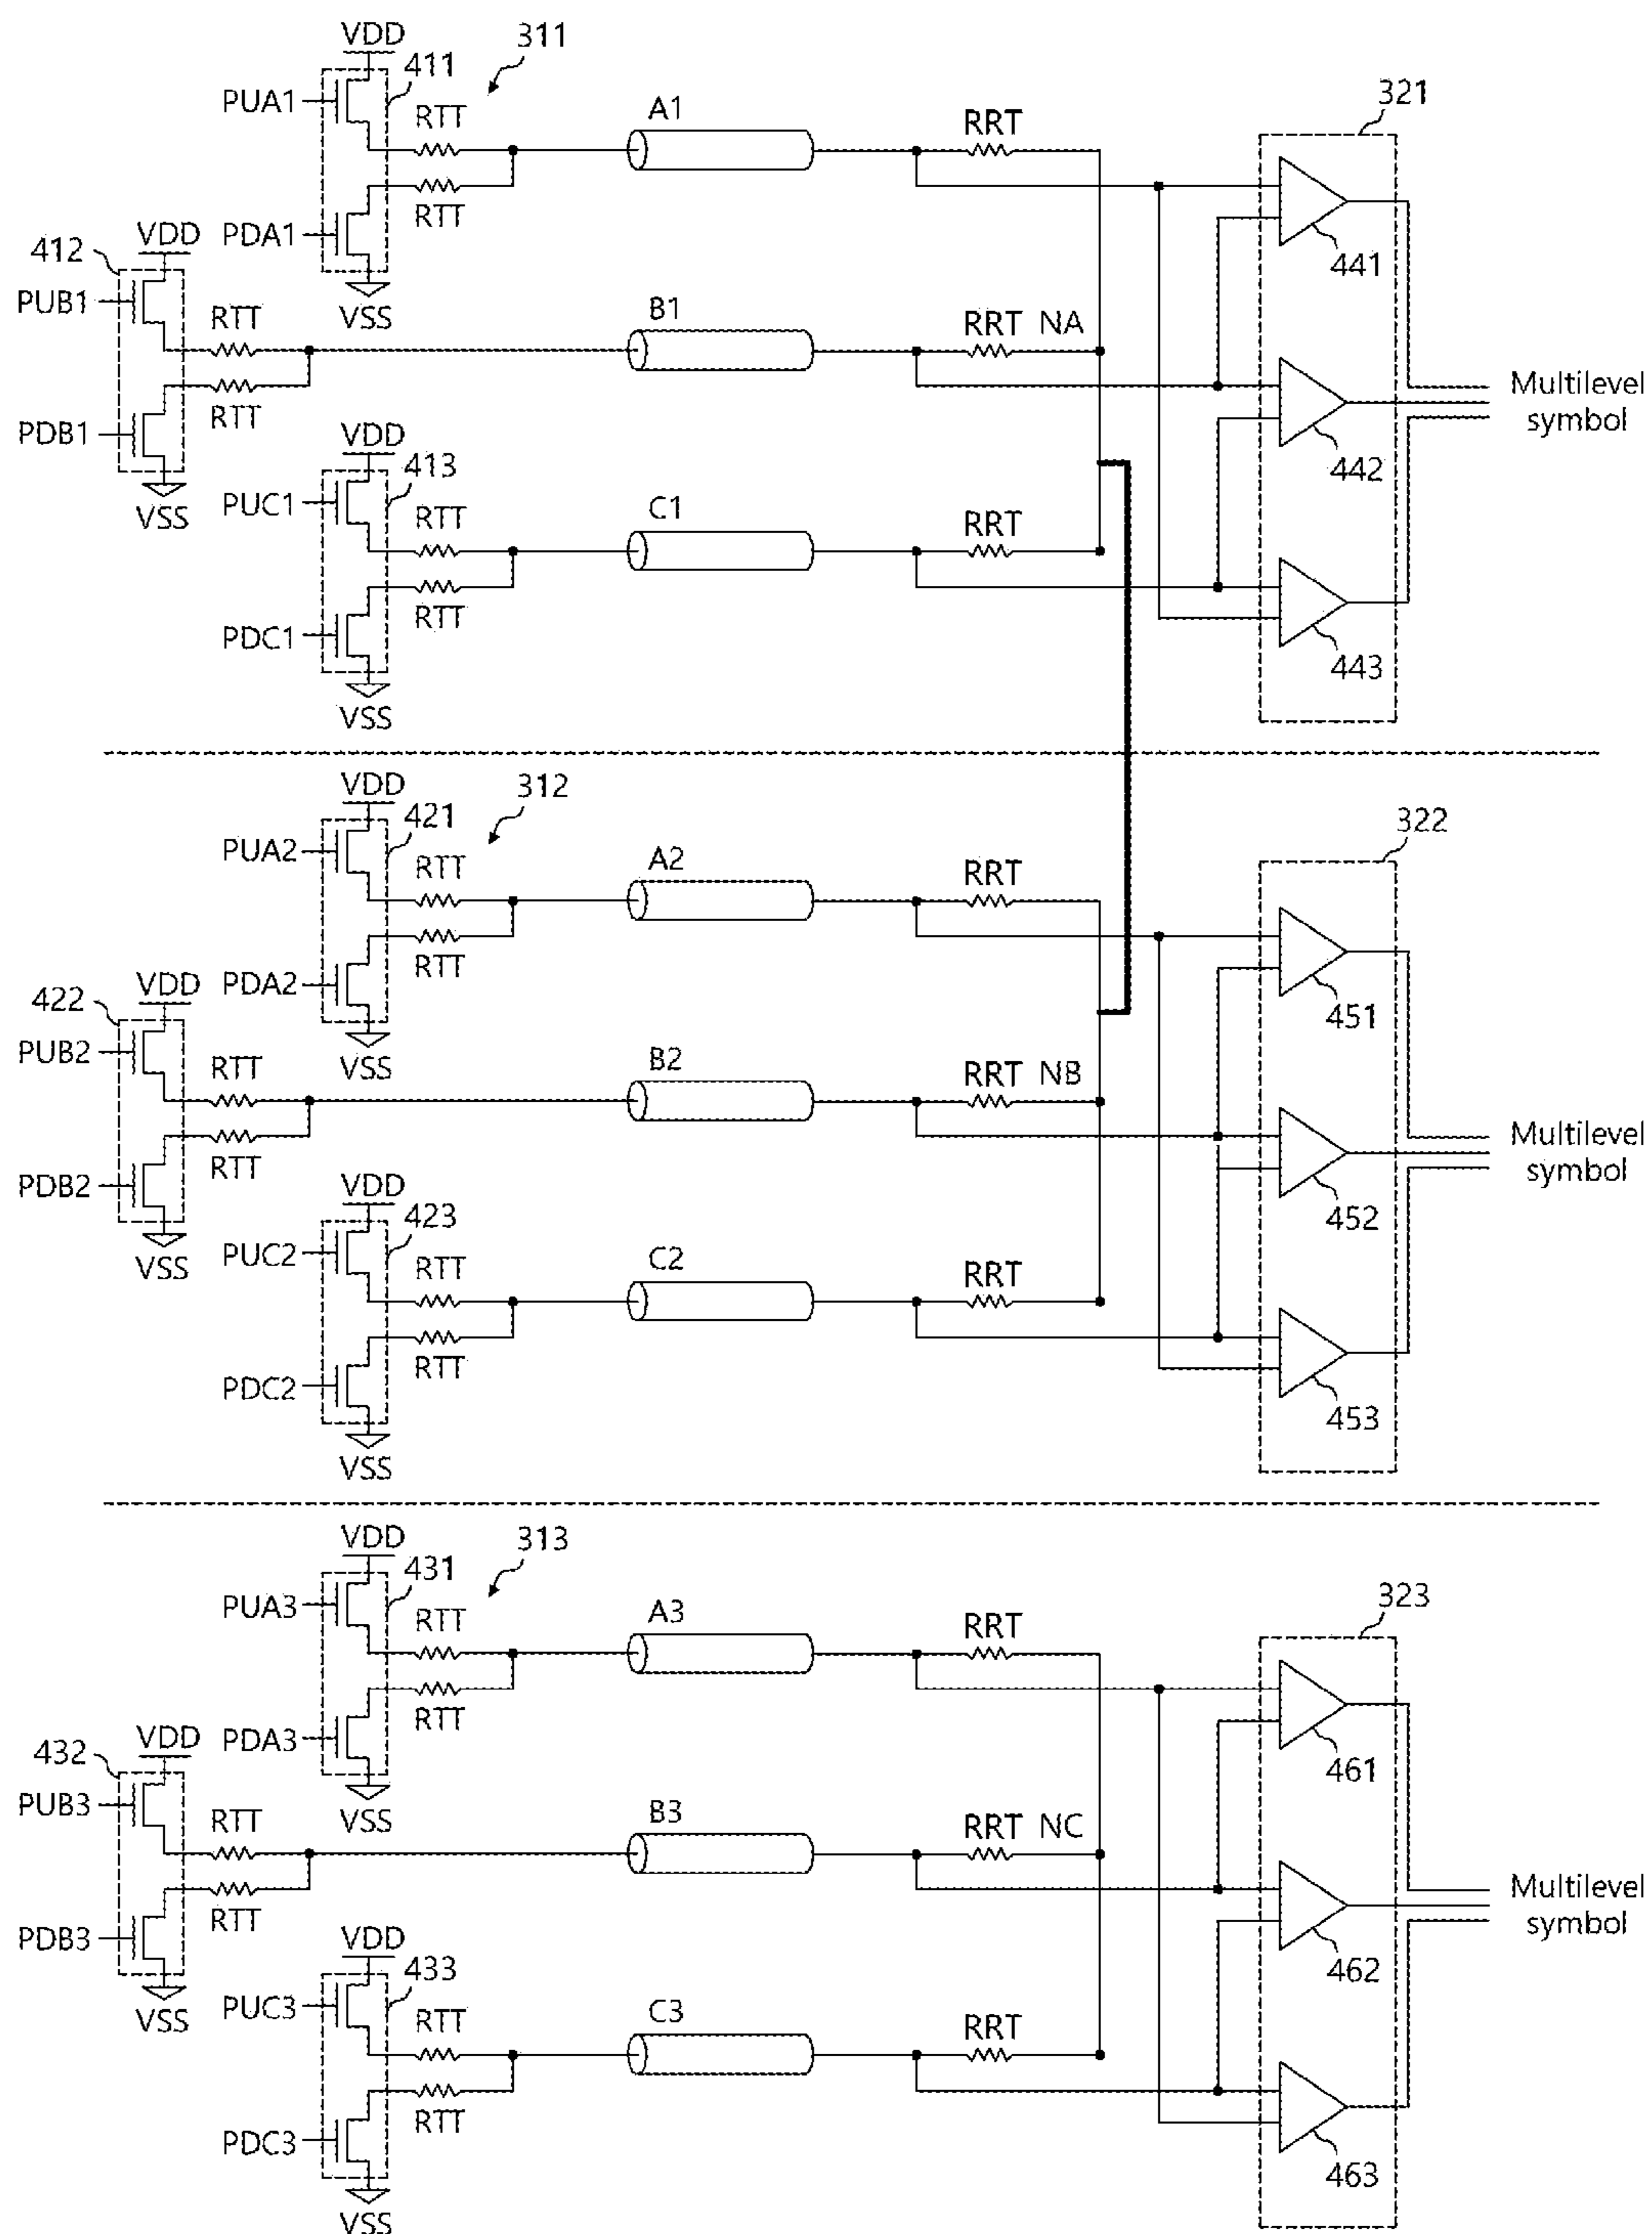 VDD
311
411
PUA1
RTT
A1
RRT
321
RTT
PDA1
VSS
441
412
VDD
PUB1
RTT
B1
RRT NA
RTT
PDB1
VSS
442
Multilevel
symbol
VDD
413
PUC1
RTT
C1
RRT
RTT
PDC1
VSS
443
VDD
312
421
PUA2
RTT
A2
RRT
322
RTT
PDA2
VSS
451
422
VDD
PUB2
RTT
B2
RRT NB
RTT
PDB2
VSS
452
Multilevel
symbol
VDD
423
PUC2
RTT
C2
RRT
RTT
PDC2
VSS
453
VDD
313
431
PUA3
RTT
A3
RRT
323
RTT
PDA3
VSS
461
432
VDD
PUB3
RTT
B3
RRT NC
RTT
PDB3
VSS
462
Multilevel
symbol
VDD
433
PUC3
RTT
C3
RRT
RTT
PDC3
VSS
463